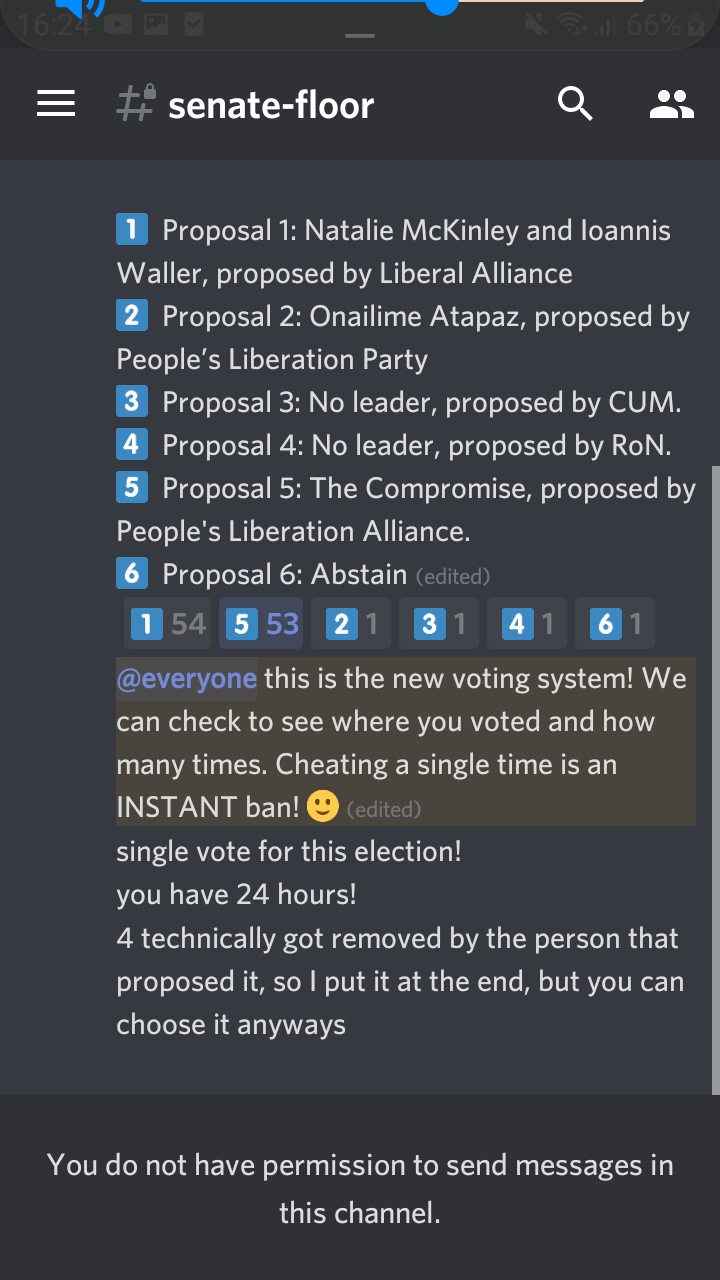 16:24 66%
# senate-floor
1 Proposal 1: Natalie McKinley and Ioannis
Waller, proposed by Liberal Alliance
2 Proposal 2: Onailime Atapaz, proposed by
People’s Liberation Party
3 Proposal 3: No leader, proposed by CUM.
4 Proposal 4: No leader, proposed by RoN.
5 Proposal 5: The Compromise, proposed by
People's Liberation Alliance.
6 Proposal 6: Abstain (edited)
1 54 5 53 2 1 3 1 4 1 6 1
@everyone this is the new voting system! We
can check to see where you voted and how
many times. Cheating a single time is an
INSTANT ban! 🙂 (edited)
single vote for this election!
you have 24 hours!
4 technically got removed by the person that
proposed it, so I put it at the end, but you can
choose it anyways
You do not have permission to send messages in
this channel.